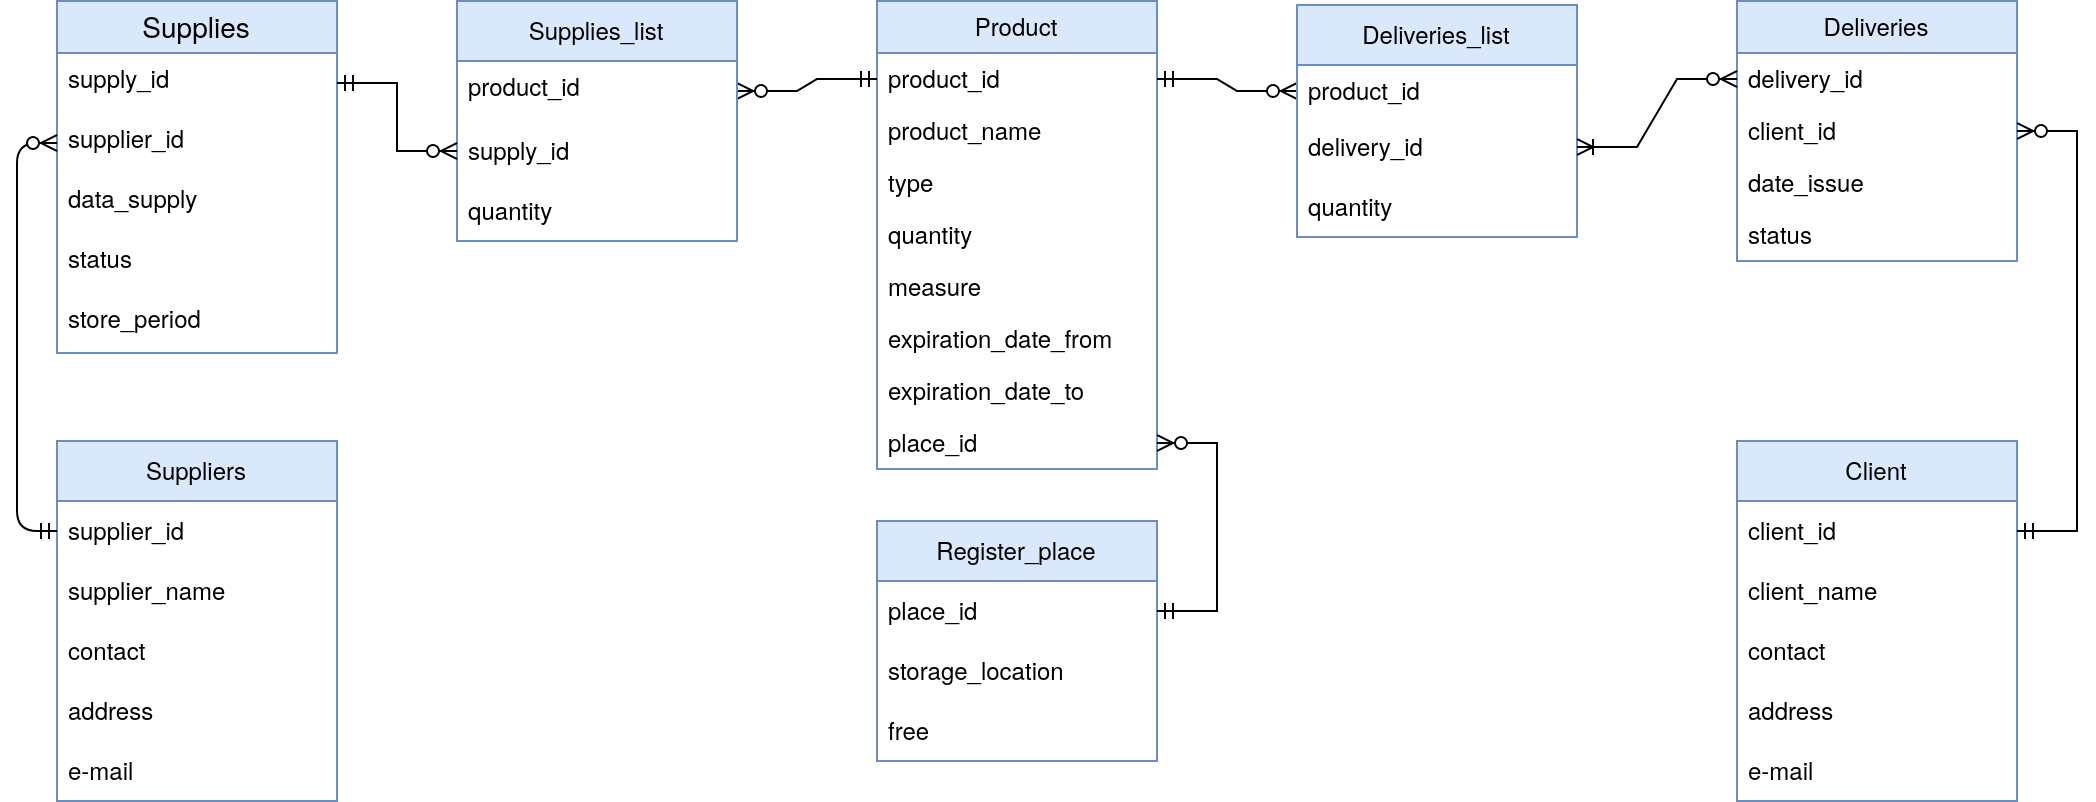 Supplies
supply_id
supplier_id
data_supply
status
store_period
Supplies_list
product_id
supply_id
quantity
Product
product_id
product_name
type
quantity
measure
expiration_date_from
expiration_date_to
place_id
Deliveries_list
product_id
delivery_id
quantity
Deliveries
delivery_id
client_id
date_issue
status
Suppliers
supplier_id
supplier_name
contact
address
e-mail
Register_place
place_id
storage_location
free
Client
client_id
client_name
contact
address
e-mail